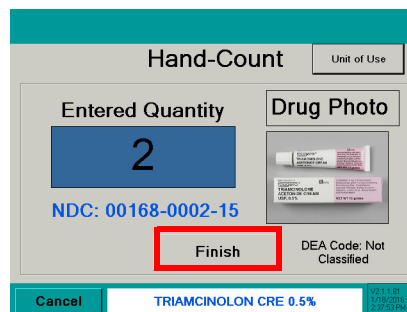 Hand-Count
Unit of Use
Entered Quantity
Drug Photo
2
TRIAMCINOLONE
ACETONIDE CREAM
USP, 0.5%
NDC: 00168-0002-15
Finish
DEA Code: Not
Classified
Cancel
TRIAMCINOLON CRE 0.5%
V2.1.1.81
1/18/2016
2:37:53 PM